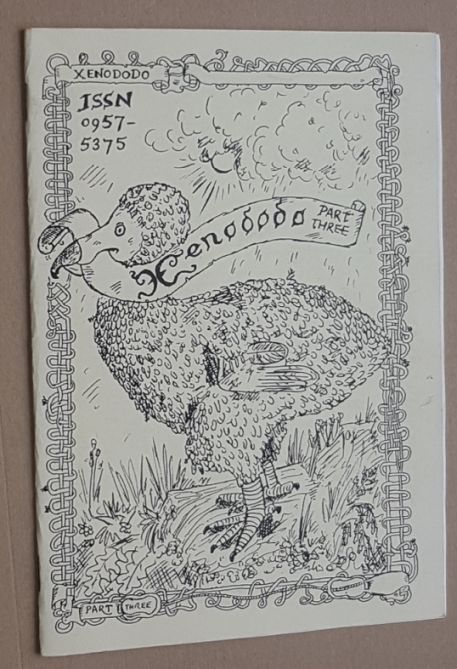 XENODODO
ISSN
0957-
5375
Xenododo
PART
THREE
PART THREE